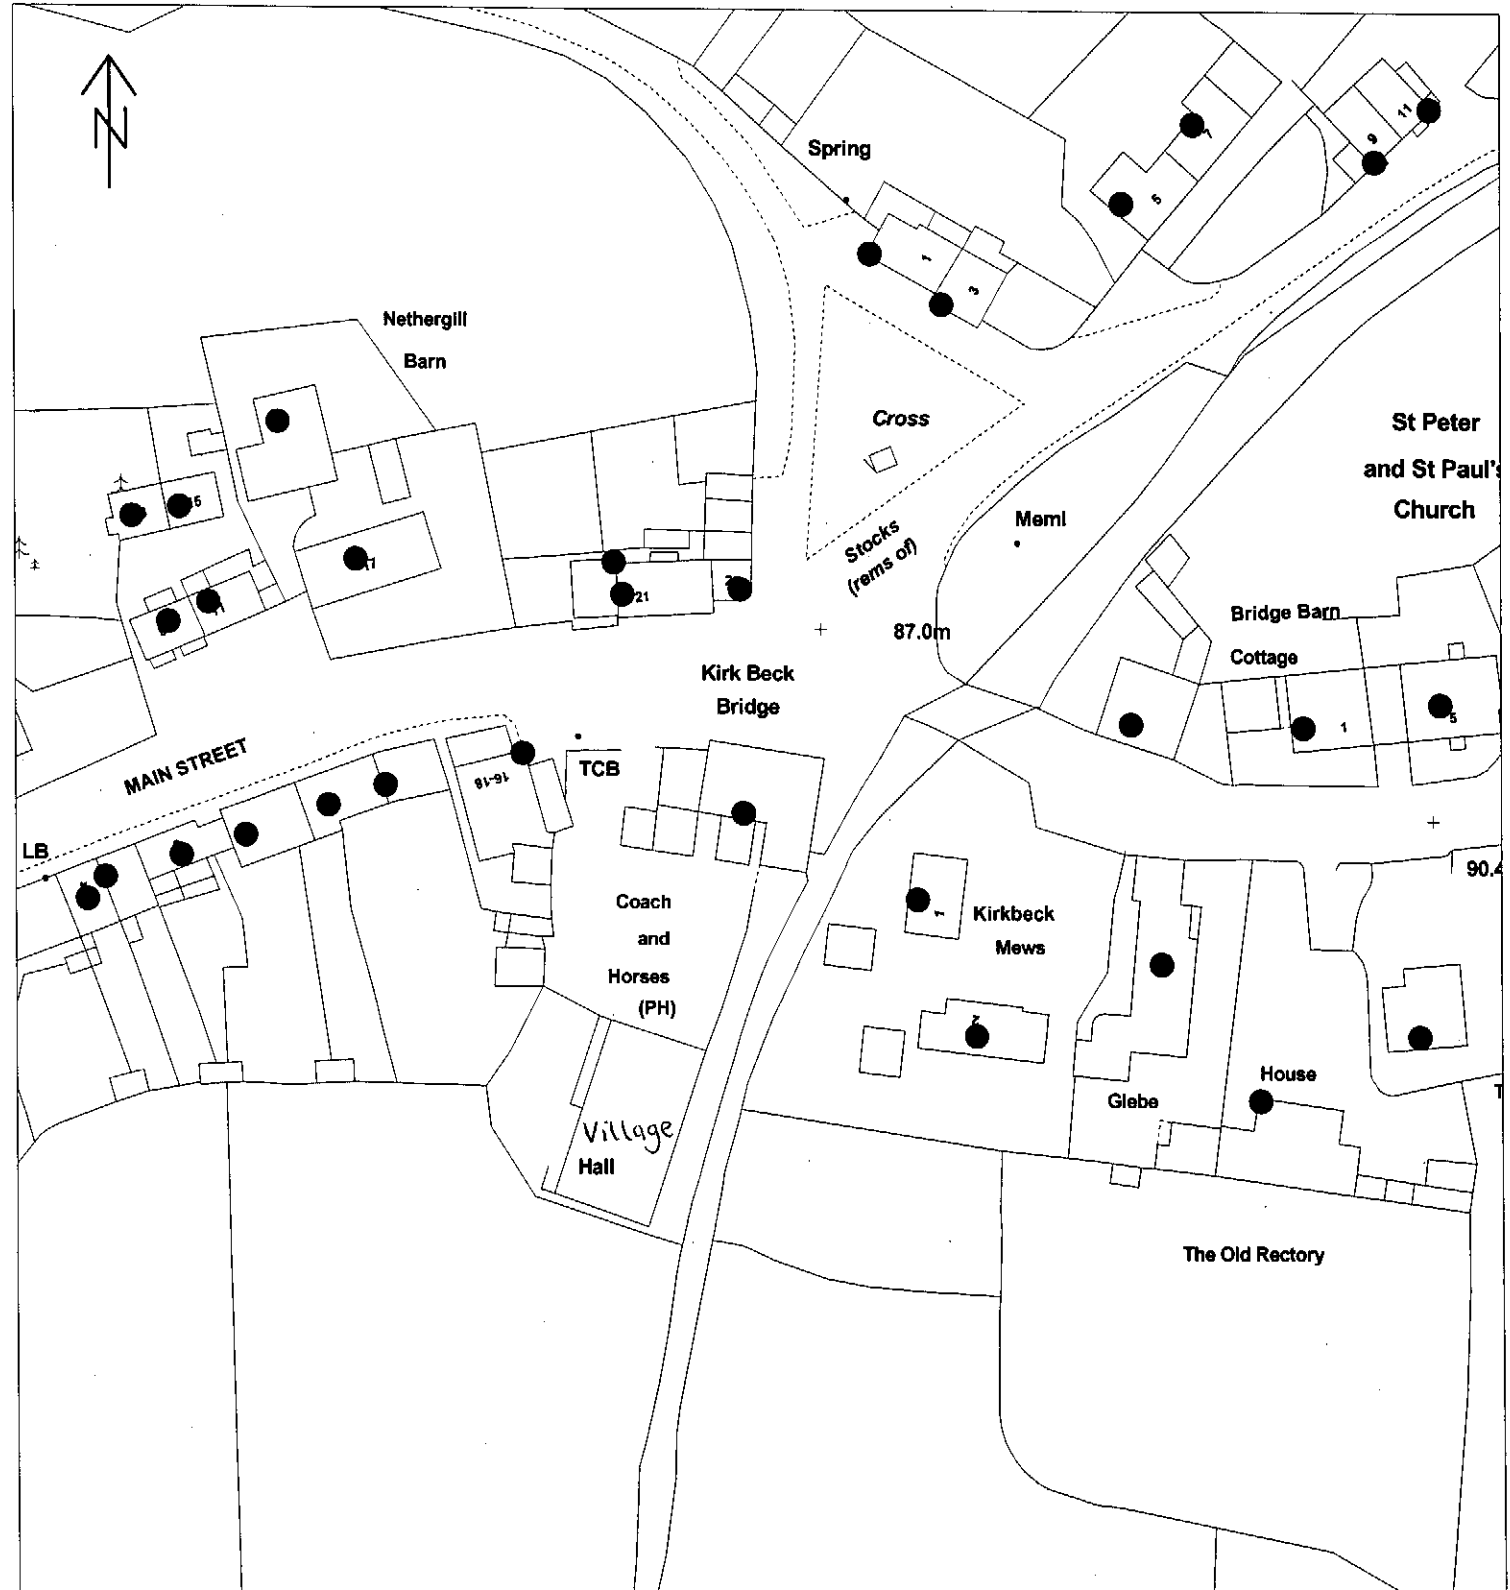 N
Spring
11
9
7
5
1
3
Nethergill
Barn
Cross
St Peter
and St Paul's
Church
Meml
Stocks
(rems of)
15
17
11
21
87.0m
Bridge Barn
Cottage
1
5
Kirk Beck
Bridge
MAIN STREET
TCB
16-18
LB
90.4
Coach
and
Horses
(PH)
1
Kirkbeck
Mews
2
House
Glebe
Village
Hall
The Old Rectory